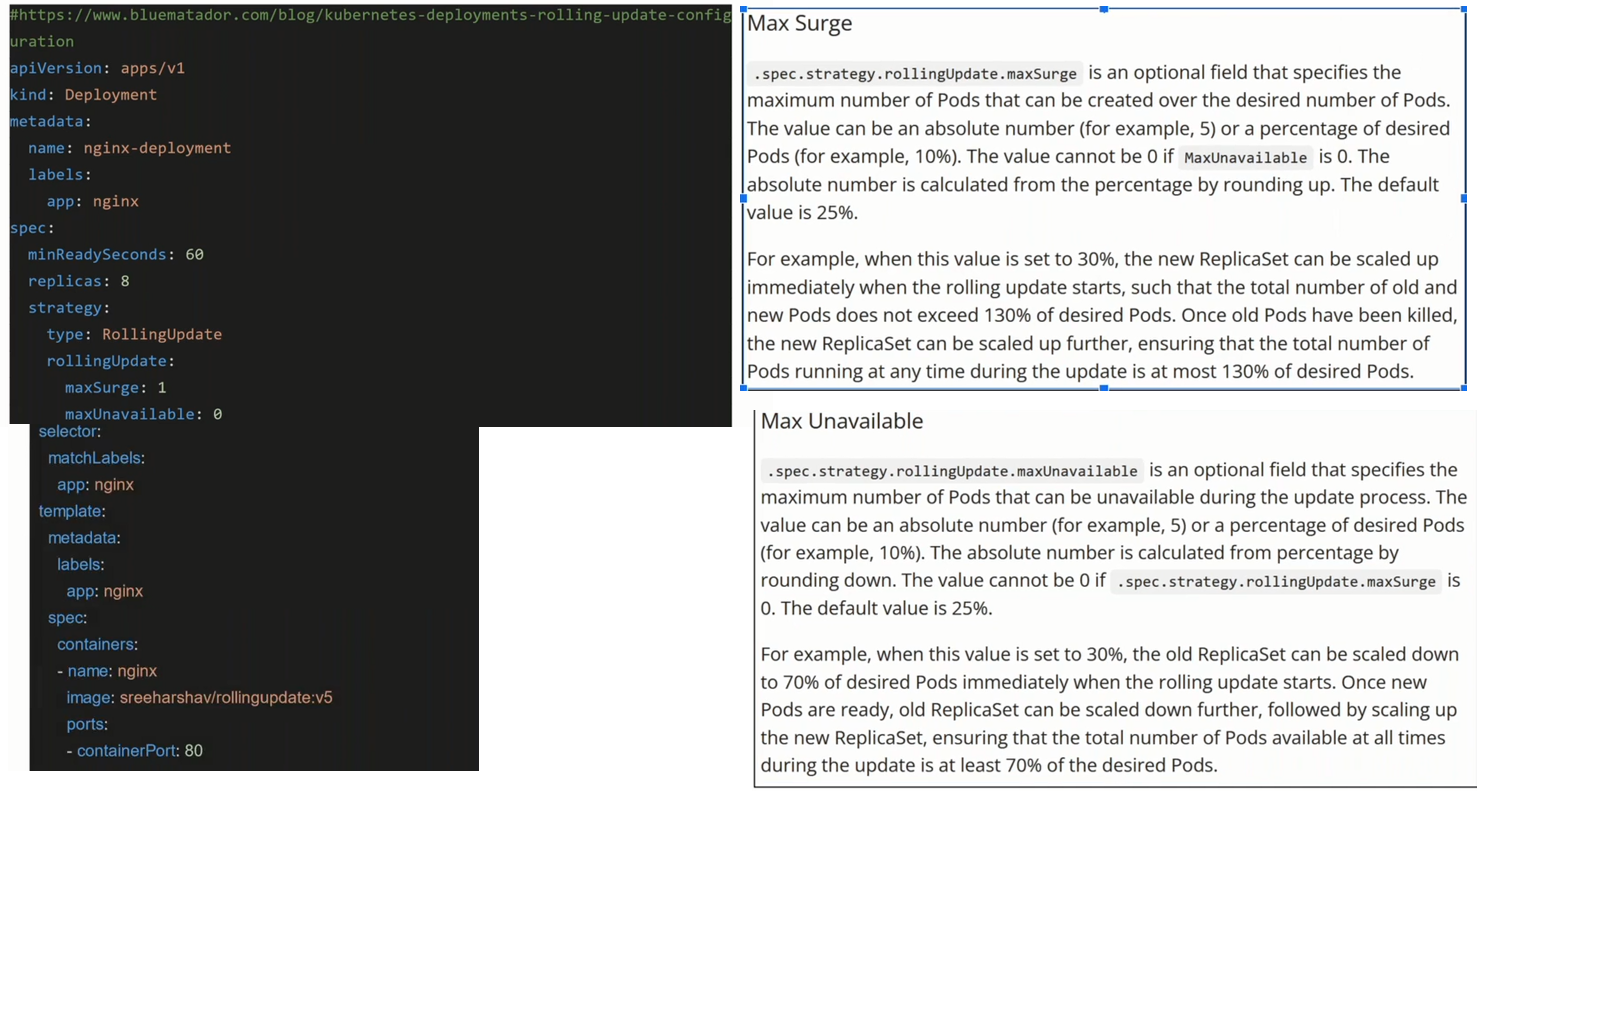 #https://www.bluematador.com/blog/kubernetes-deployments-rolling-update-config
uration
apiVersion: apps/v1
kind: Deployment
metadata:
  name: nginx-deployment
  labels:
    app: nginx
spec:
  minReadySeconds: 60
  replicas: 8
  strategy:
    type: RollingUpdate
    rollingUpdate:
      maxSurge: 1
      maxUnavailable: 0
  selector:
    matchLabels:
      app: nginx
  template:
    metadata:
      labels:
        app: nginx
    spec:
      containers:
      - name: nginx
        image: sreeharshav/rollingupdate:v5
        ports:
        - containerPort: 80
Max Surge
.spec.strategy.rollingUpdate.maxSurge is an optional field that specifies the
maximum number of Pods that can be created over the desired number of Pods.
The value can be an absolute number (for example, 5) or a percentage of desired
Pods (for example, 10%). The value cannot be 0 if MaxUnavailable is 0. The
absolute number is calculated from the percentage by rounding up. The default
value is 25%.
For example, when this value is set to 30%, the new ReplicaSet can be scaled up
immediately when the rolling update starts, such that the total number of old and
new Pods does not exceed 130% of desired Pods. Once old Pods have been killed,
the new ReplicaSet can be scaled up further, ensuring that the total number of
Pods running at any time during the update is at most 130% of desired Pods.
Max Unavailable
.spec.strategy.rollingUpdate.maxUnavailable is an optional field that specifies the
maximum number of Pods that can be unavailable during the update process. The
value can be an absolute number (for example, 5) or a percentage of desired Pods
(for example, 10%). The absolute number is calculated from percentage by
rounding down. The value cannot be 0 if .spec.strategy.rollingUpdate.maxSurge is
0. The default value is 25%.
For example, when this value is set to 30%, the old ReplicaSet can be scaled down
to 70% of desired Pods immediately when the rolling update starts. Once new
Pods are ready, old ReplicaSet can be scaled down further, followed by scaling up
the new ReplicaSet, ensuring that the total number of Pods available at all times
during the update is at least 70% of the desired Pods.